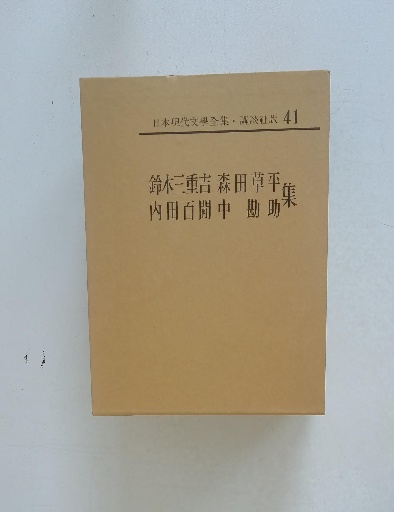 日本現代文學全集・講談社版 41
鈴木三重吉 森田草平
内田百閒 中 勘助
集